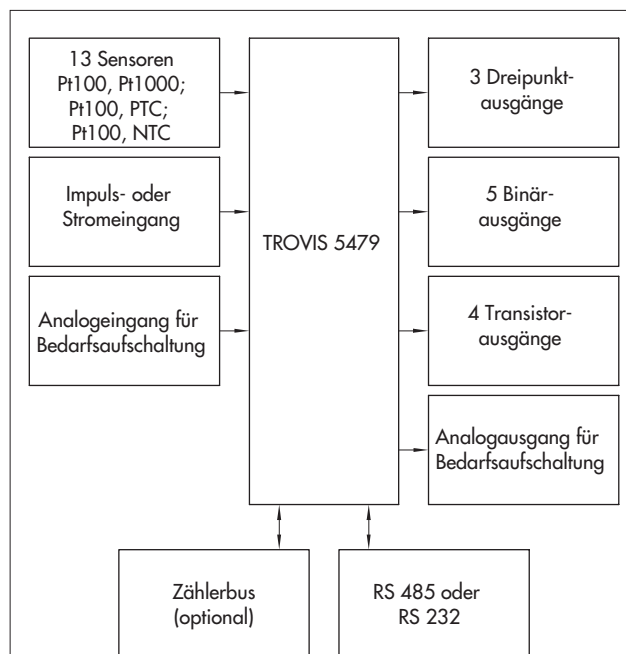 13 Sensoren
Pt100, Pt1000;
Pt100, PTC;
Pt100, NTC
Impuls- oder
Stromeingang
Analogeingang für
Bedarfsaufschaltung
TROVIS 5479
3 Dreipunkt-
ausgänge
5 Binär-
ausgänge
4 Transistor-
ausgänge
Analogausgang für
Bedarfsaufschaltung
Zählerbus
(optional)
RS 485 oder
RS 232